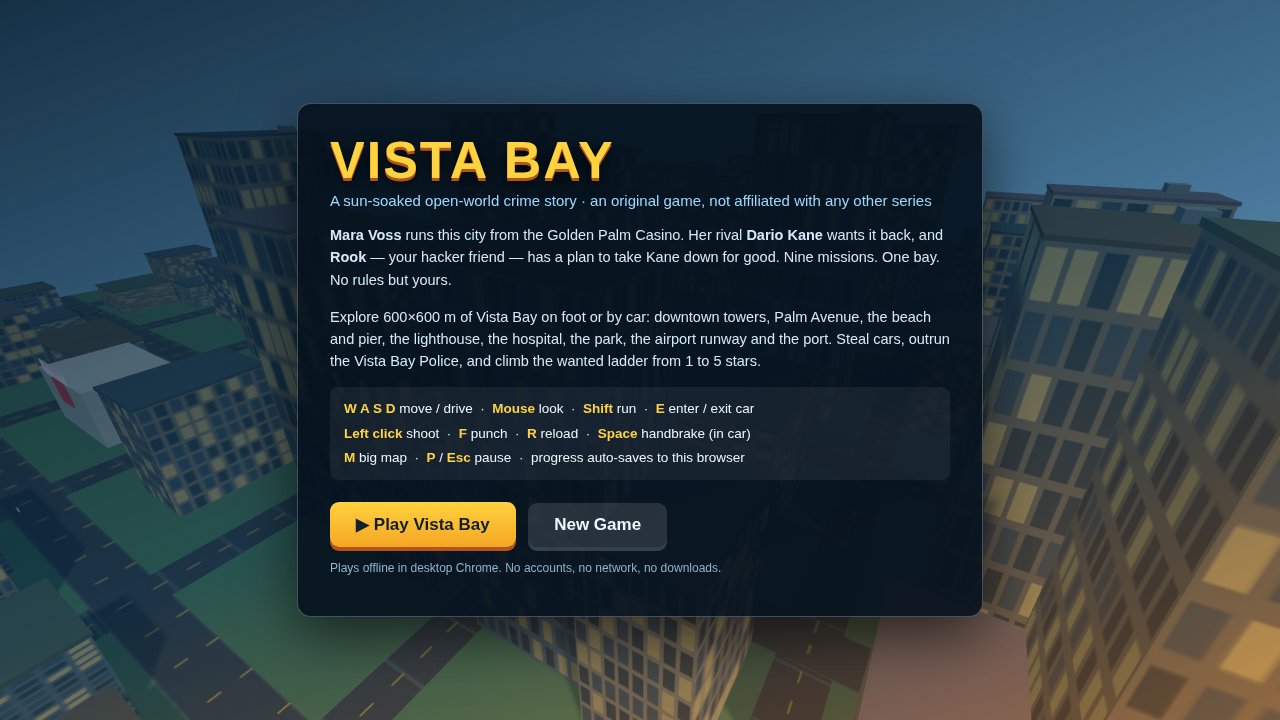 VISTA BAY
A sun-soaked open-world crime story · an original game, not affiliated with any other series
Mara Voss runs this city from the Golden Palm Casino. Her rival Dario Kane wants it back, and
Rook — your hacker friend — has a plan to take Kane down for good. Nine missions. One bay.
No rules but yours.
Explore 600×600 m of Vista Bay on foot or by car: downtown towers, Palm Avenue, the beach
and pier, the lighthouse, the hospital, the park, the airport runway and the port. Steal cars, outrun
the Vista Bay Police, and climb the wanted ladder from 1 to 5 stars.
W A S D move / drive · Mouse look · Shift run · E enter / exit car
Left click shoot · F punch · R reload · Space handbrake (in car)
M big map · P / Esc pause · progress auto-saves to this browser
▶ Play Vista Bay
New Game
Plays offline in desktop Chrome. No accounts, no network, no downloads.